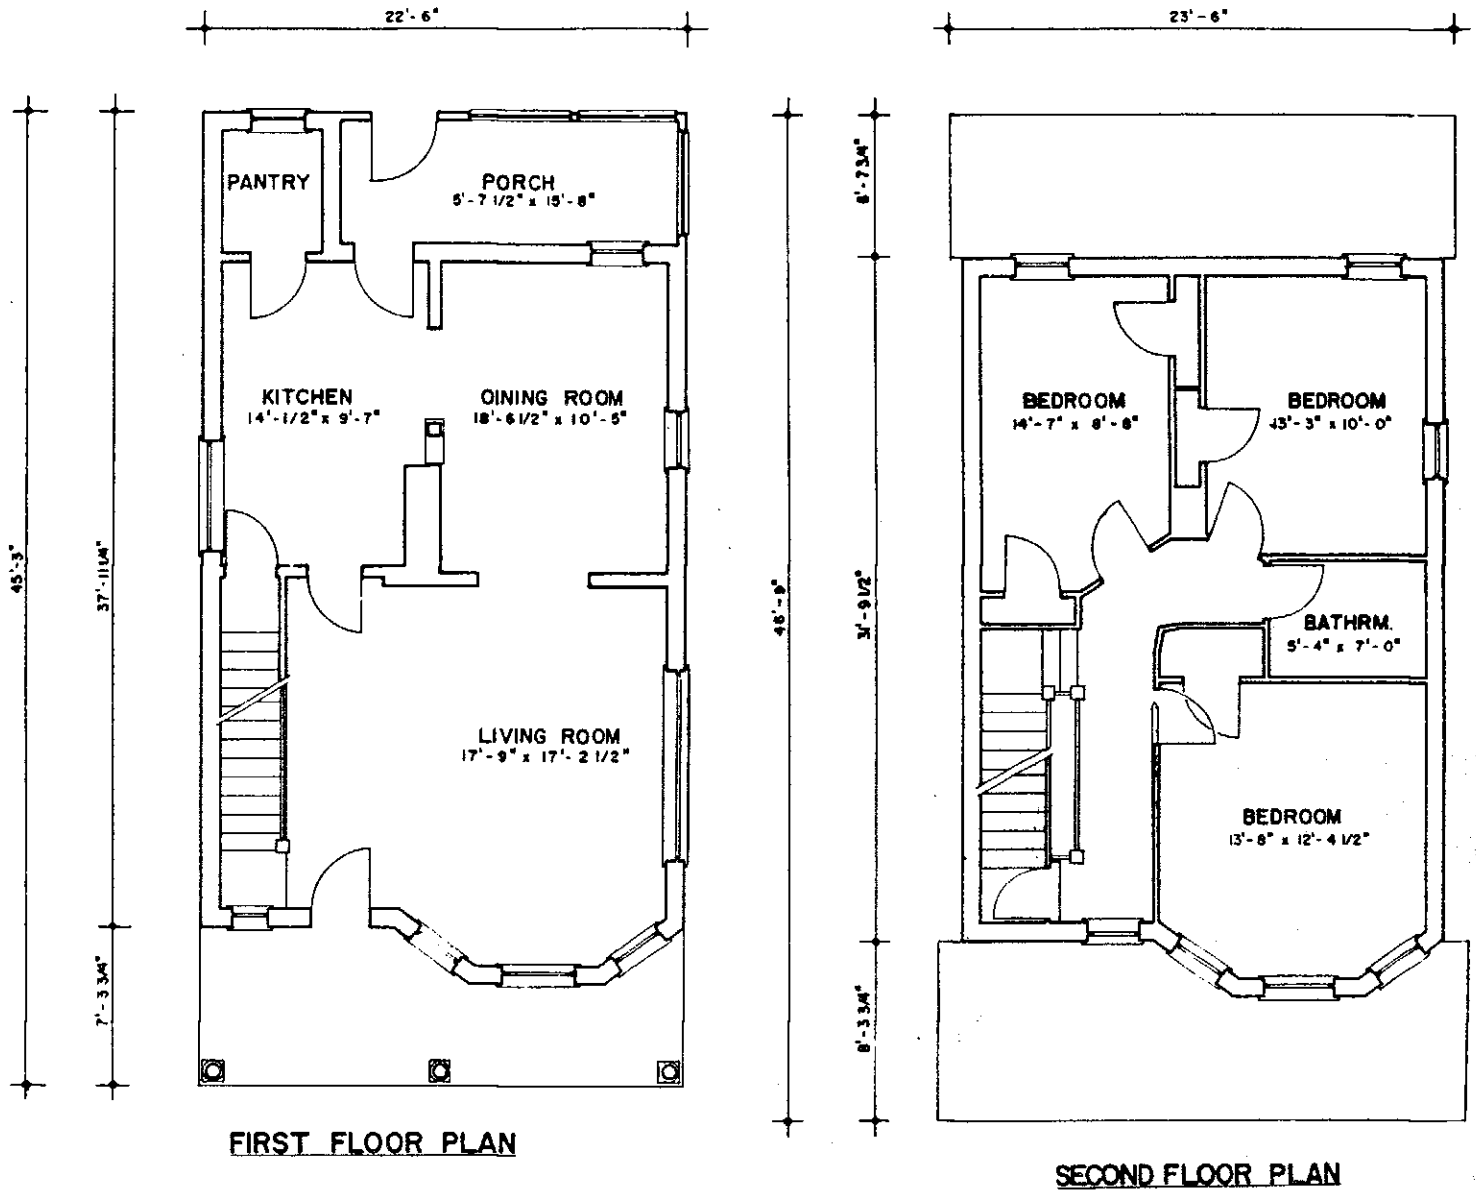 22'-6"
23'-6"
PANTRY
PORCH
5'-7 1/2" x 15'-8"
6'-7 3/4"
KITCHEN
14'-1/2" x 9'-7"
DINING ROOM
18'-6 1/2" x 10'-5"
BEDROOM
14'-7" x 8'-8"
BEDROOM
13'-3" x 10'-0"
45'-3"
37'-11 1/4"
46'-9"
31'-9 1/2"
BATHRM.
5'-4" x 7'-0"
LIVING ROOM
17'-9" x 17'-2 1/2"
BEDROOM
13'-8" x 12'-4 1/2"
7'-3 3/4"
8'-3 3/4"
FIRST FLOOR PLAN
SECOND FLOOR PLAN